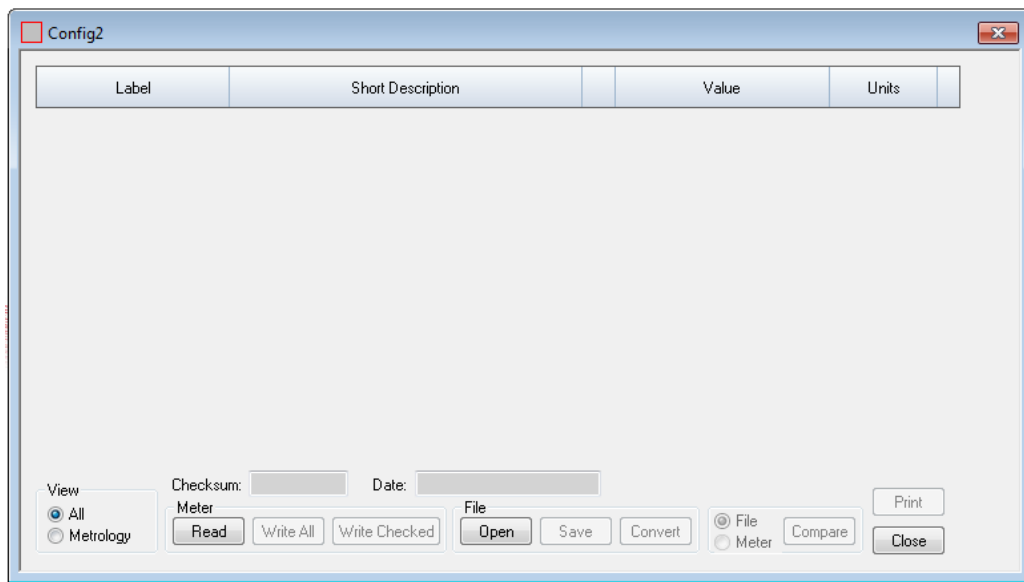 Config2
Label Short Description Value Units
Checksum: Date:
View
All
Metrology
Meter
Read Write All Write Checked
File
Open Save Convert
File
Meter
Compare
Print
Close